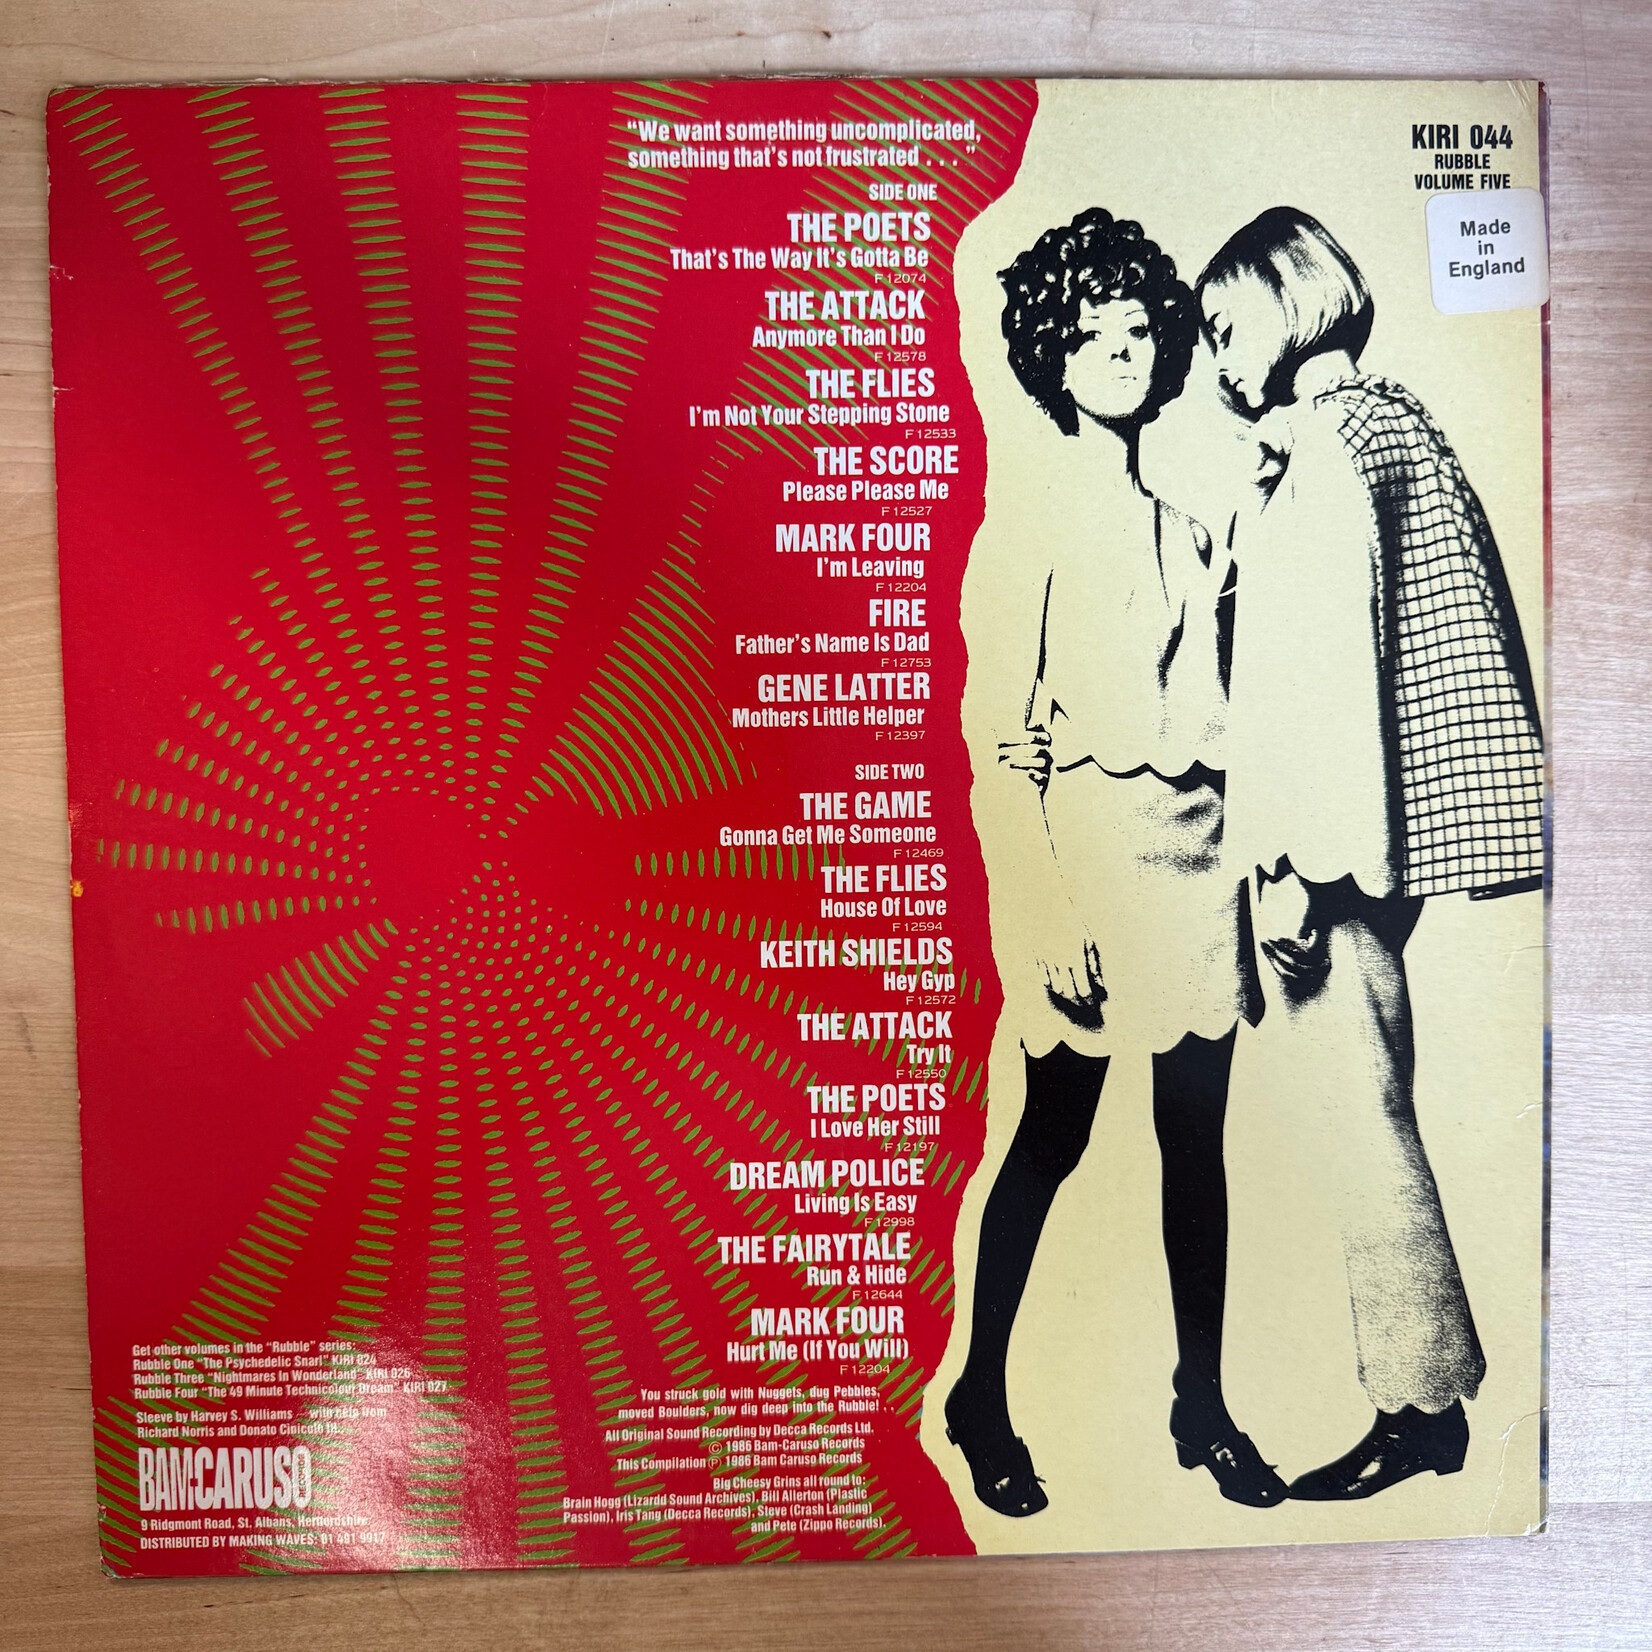 "We want something uncomplicated,
something that's not frustrated . . . "
SIDE ONE
THE POETS
That's The Way It's Gotta Be
F 12074
THE ATTACK
Anymore Than I Do
F 12578
THE FLIES
I'm Not Your Stepping Stone
F 12533
THE SCORE
Please Please Me
F 12527
MARK FOUR
I'm Leaving
F 12204
FIRE
Father's Name Is Dad
F 12753
GENE LATTER
Mothers Little Helper
F 12397
SIDE TWO
THE GAME
Gonna Get Me Someone
F 12469
THE FLIES
House Of Love
F 12594
KEITH SHIELDS
Hey Gyp
F 12572
THE ATTACK
Try It
F 12550
THE POETS
I Love Her Still
F 12197
DREAM POLICE
Living Is Easy
F 12998
THE FAIRYTALE
Run & Hide
F 12644
MARK FOUR
Hurt Me (If You Will)
F 12204
You struck gold with Nuggets, dug Pebbles,
moved Boulders, now dig deep into the Rubble! . .
All Original Sound Recording by Decca Records Ltd.
© 1986 Bam-Caruso Records
This Compilation ℗ 1986 Bam Caruso Records
Big Cheesy Grins all round to:
Brain Hogg (Lizardd Sound Archives), Bill Allerton (Plastic
Passion), Iris Tang (Decca Records), Steve (Crash Landing)
and Pete (Zippo Records).
Get other volumes in the "Rubble" series:
Rubble One "The Psychedelic Snarl" KIRI 024
Rubble Three "Nightmares In Wonderland" KIRI 026
Rubble Four "The 49 Minute Technicolour Dream" KIRI 027
Sleeve by Harvey S. Williams with help from
Richard Norris and Donato Cinicolo
BAM-CARUSO
RECORDS
9 Ridgmont Road, St. Albans, Hertfordshire.
DISTRIBUTED BY MAKING WAVES: 01 491 9917
KIRI 044
RUBBLE
VOLUME FIVE
Made
in
England